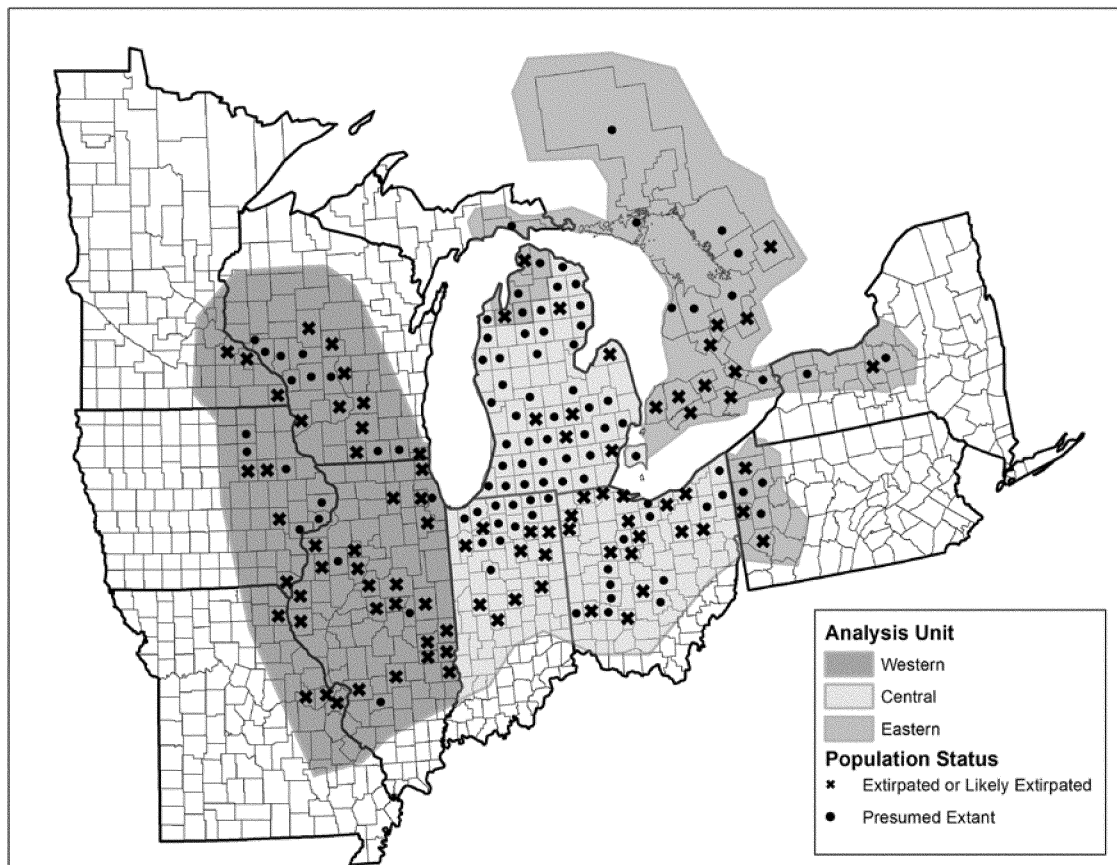 Analysis Unit
Western
Central
Eastern
Population Status
Extirpated or Likely Extirpated
Presumed Extant